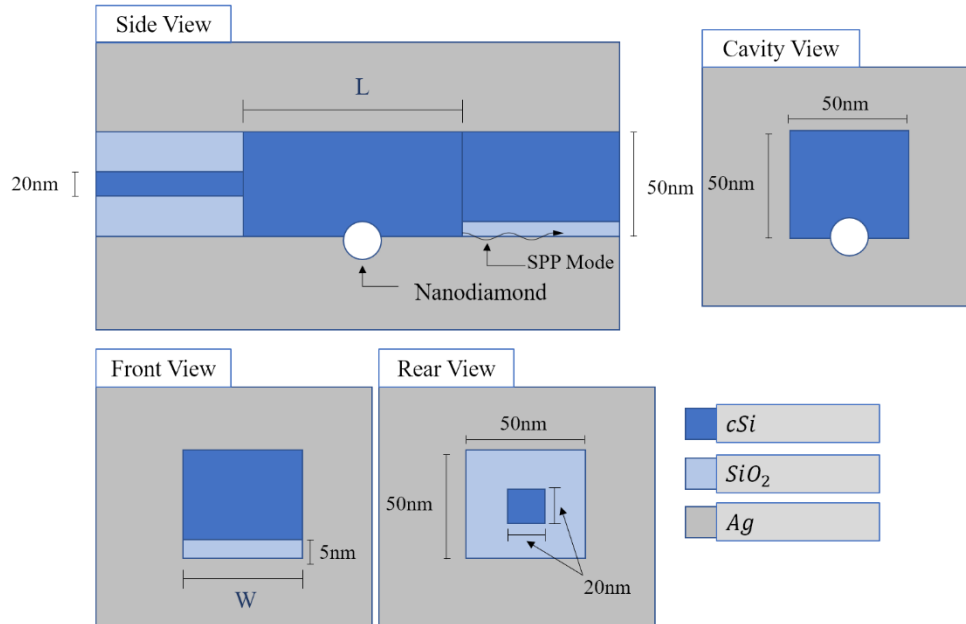 Side View
L
20nm
50nm
SPP Mode
Nanodiamond
Cavity View
50nm
50nm
Front View
5nm
W
Rear View
50nm
50nm
20nm
cSi
SiO₂
Ag